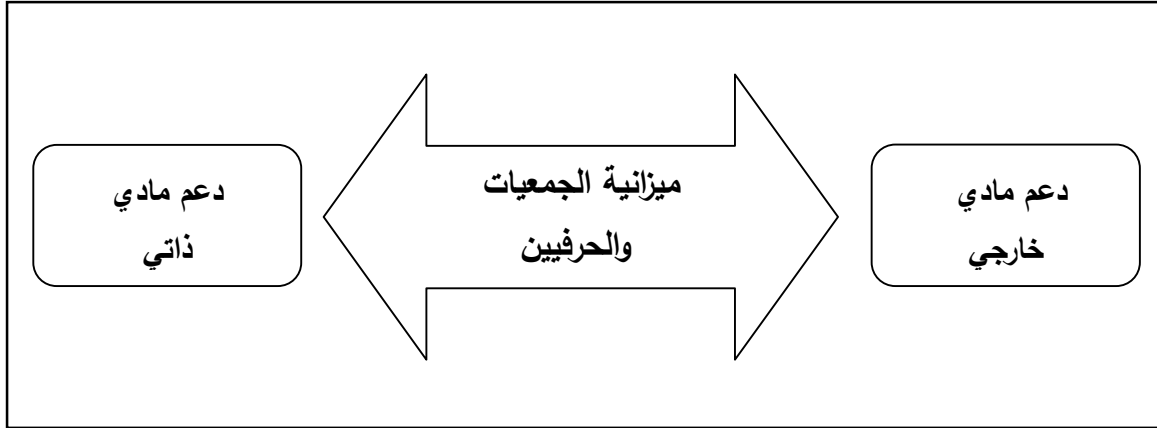 دعم مادي
خارجي
ميزانية الجمعيات
والحرفيين
دعم مادي
ذاتي